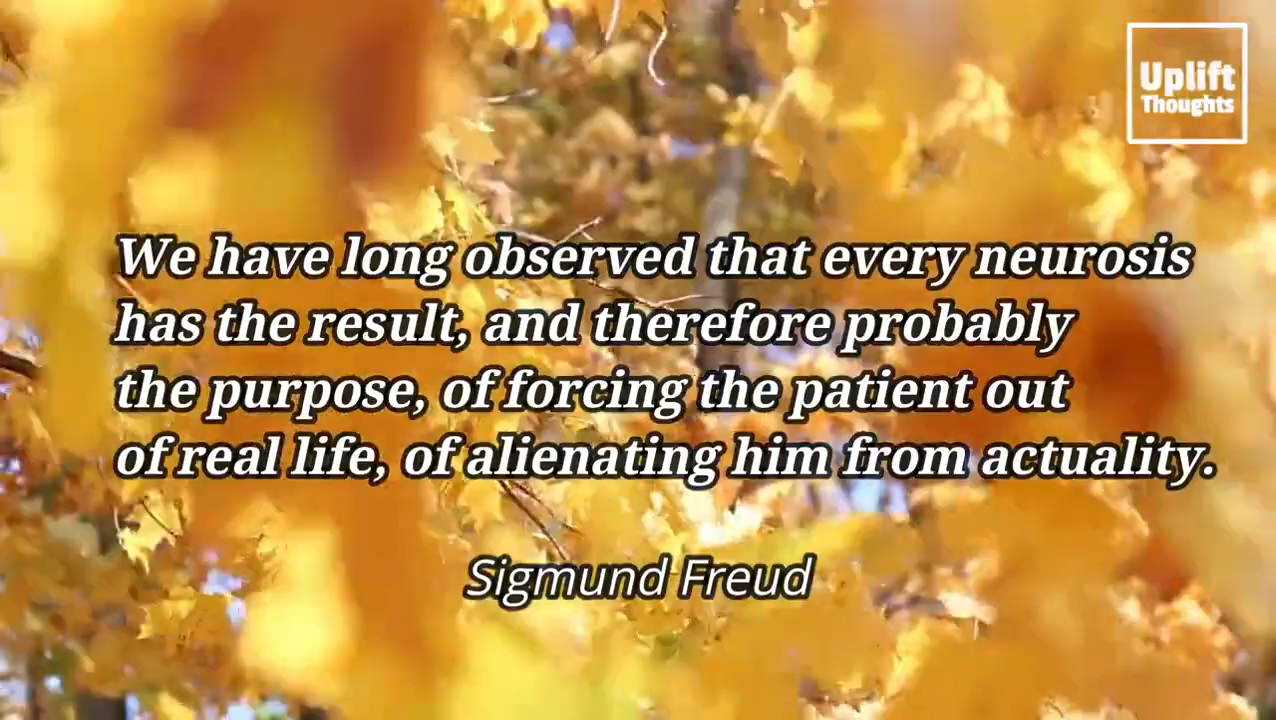 Uplift
Thoughts
We have long observed that every neurosis
has the result, and therefore probably
the purpose, of forcing the patient out
of real life, of alienating him from actuality.
Sigmund Freud